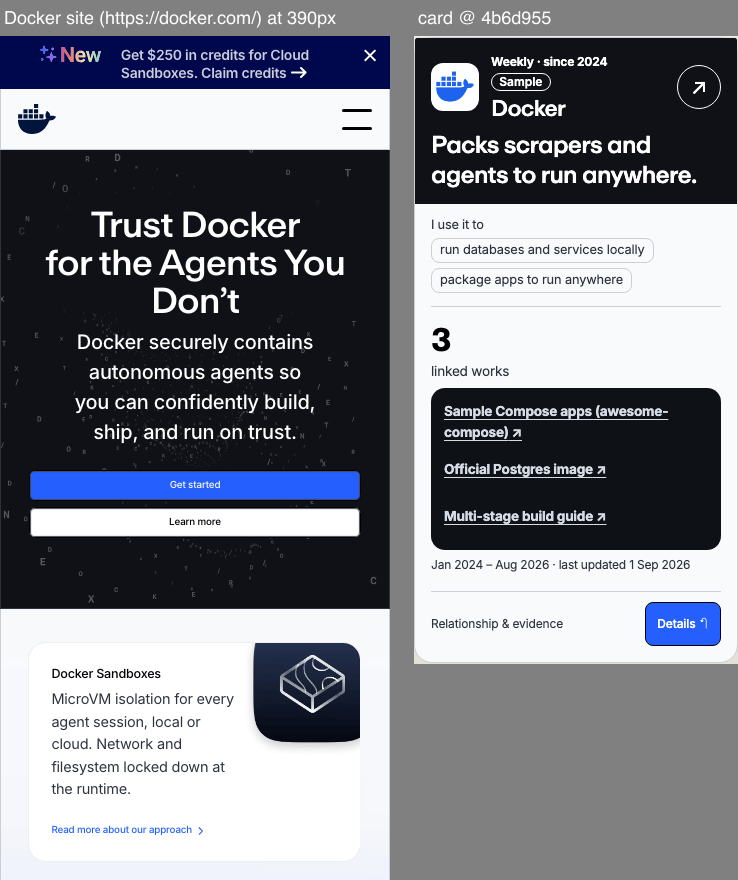 Docker site (https://docker.com/) at 390px
New
Get $250 in credits for Cloud
Sandboxes. Claim credits →
Trust Docker
for the Agents You
Don’t
Docker securely contains
autonomous agents so
you can confidently build,
ship, and run on trust.
Get started
Learn more
Docker Sandboxes
MicroVM isolation for every
agent session, local or
cloud. Network and
filesystem locked down at
the runtime.
Read more about our approach
card @ 4b6d955
Weekly · since 2024
Sample
Docker
Packs scrapers and
agents to run anywhere.
I use it to
run databases and services locally
package apps to run anywhere
3
linked works
Sample Compose apps (awesome-
compose) ↗
Official Postgres image ↗
Multi-stage build guide ↗
Jan 2024 – Aug 2026 · last updated 1 Sep 2026
Relationship & evidence
Details